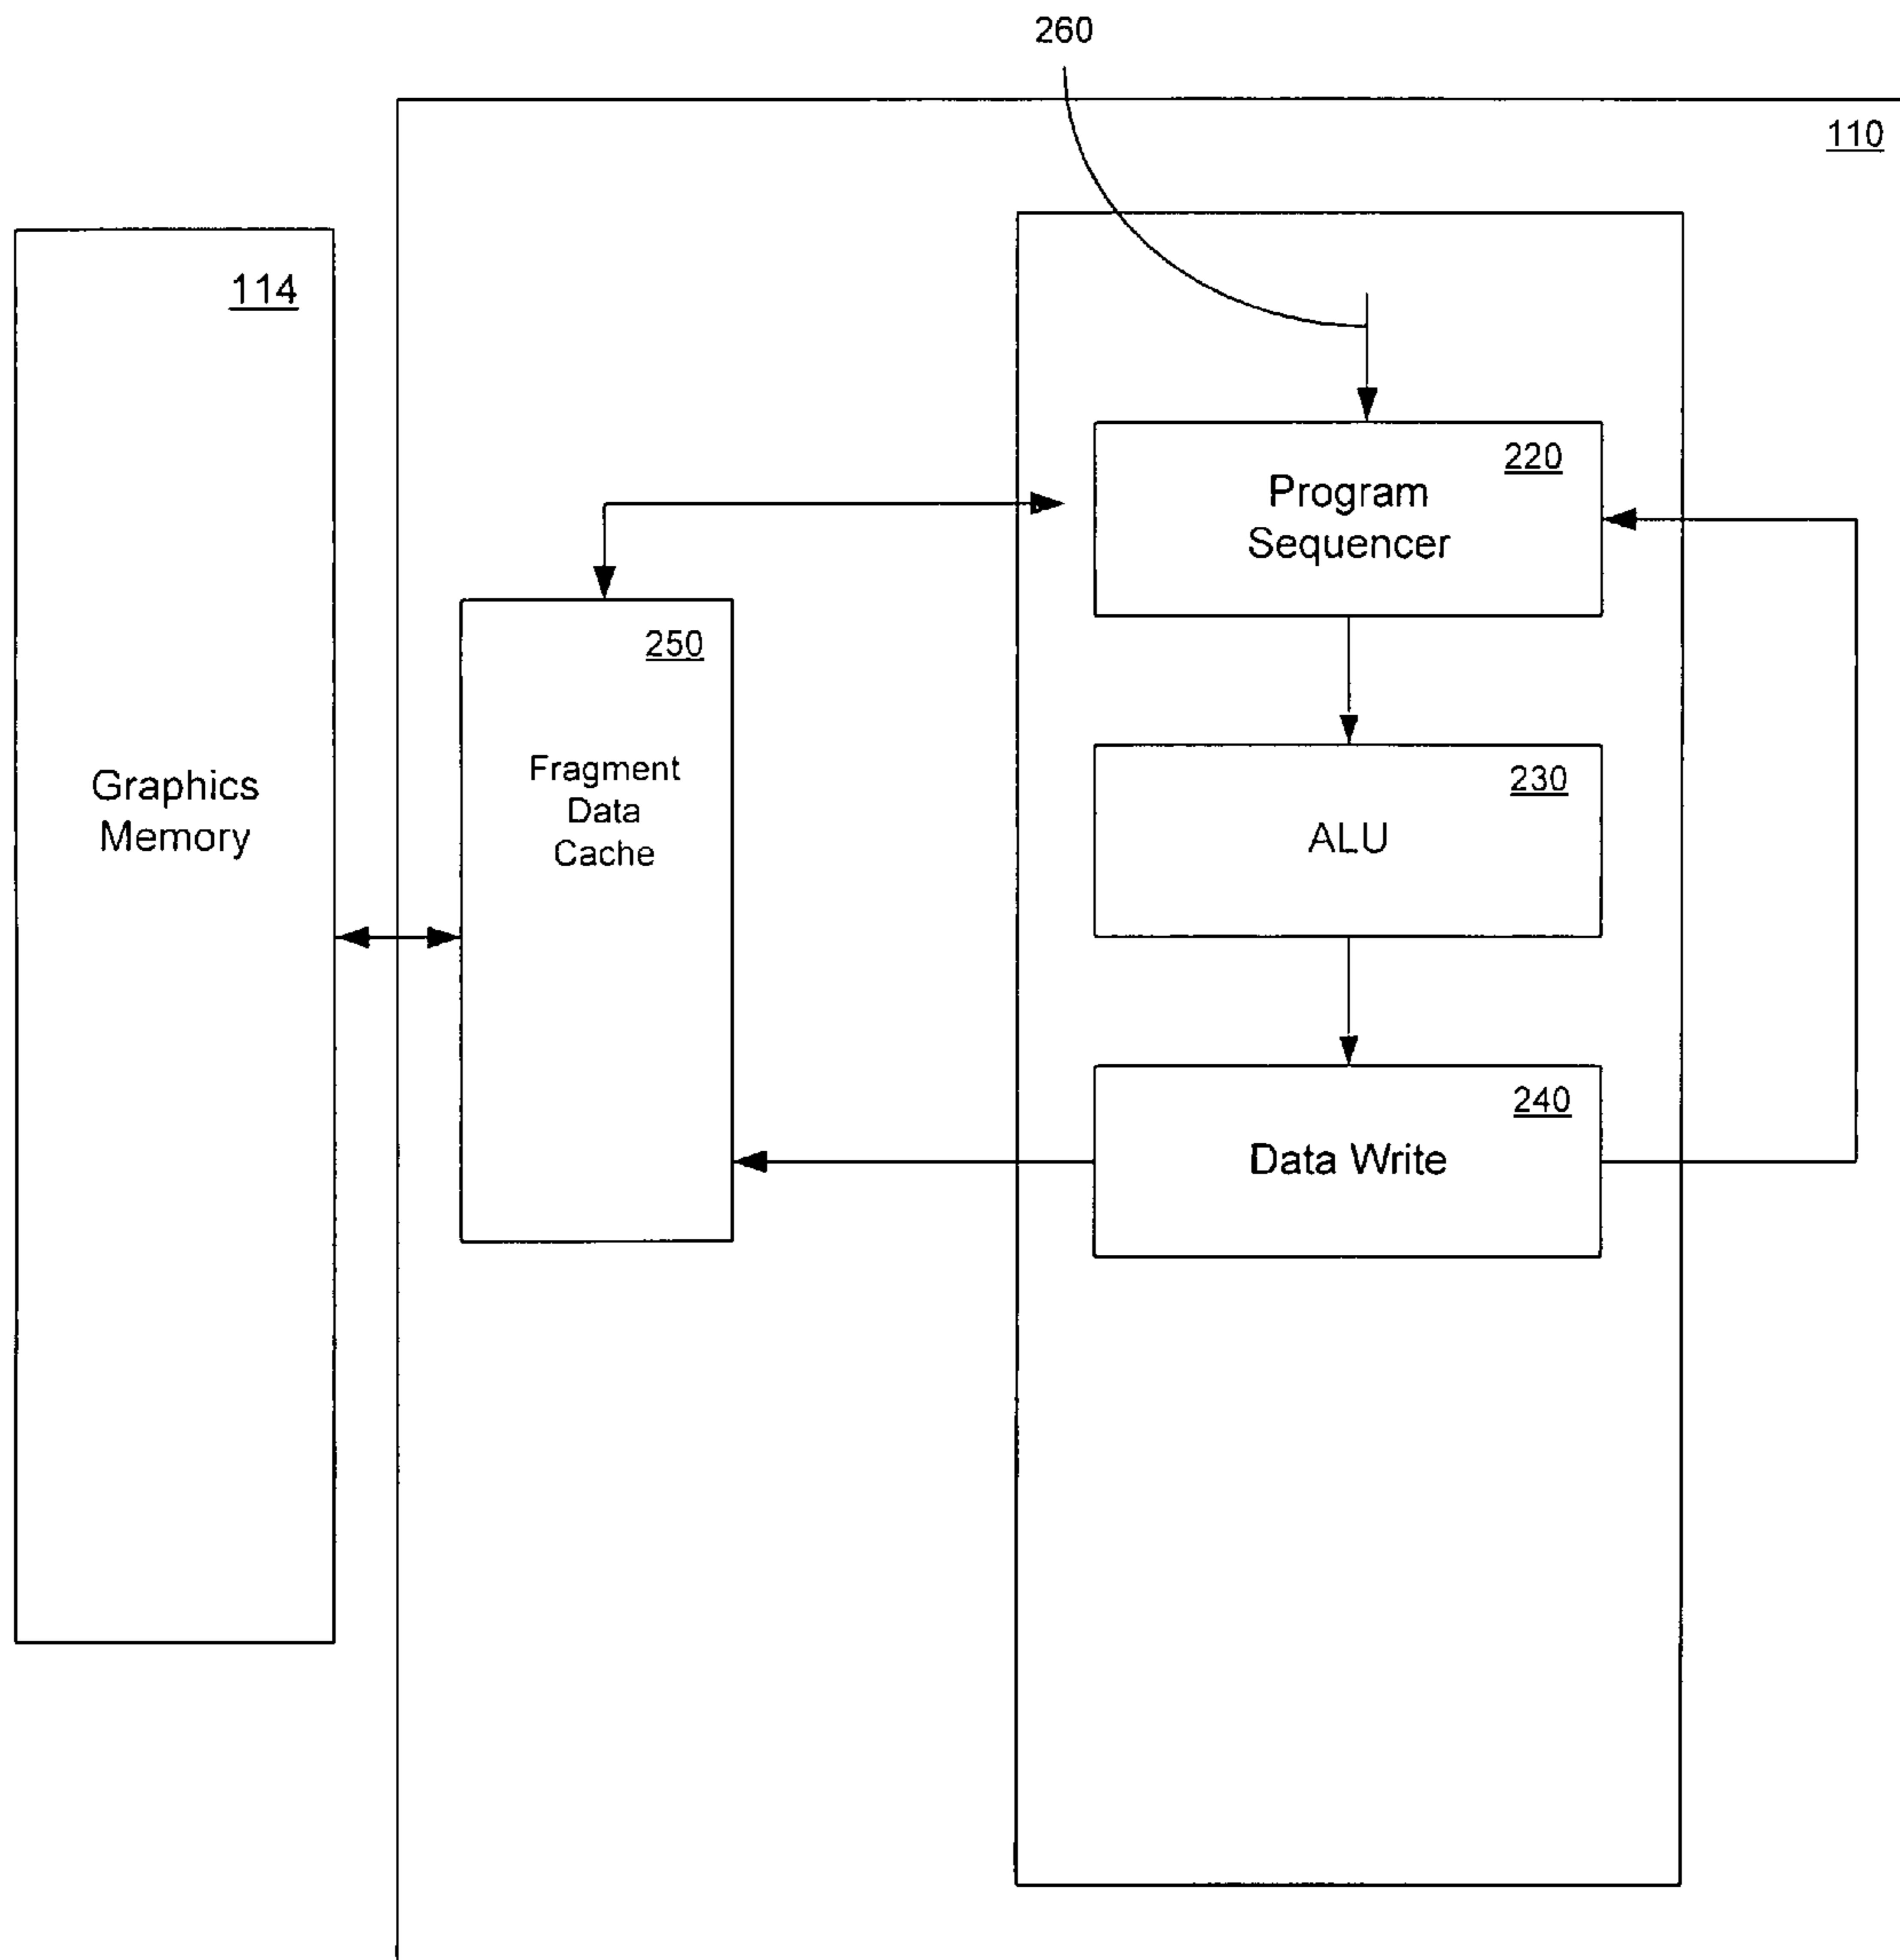 260
110
114
Graphics
Memory
250
Fragment
Data
Cache
220
Program
Sequencer
230
ALU
240
Data Write